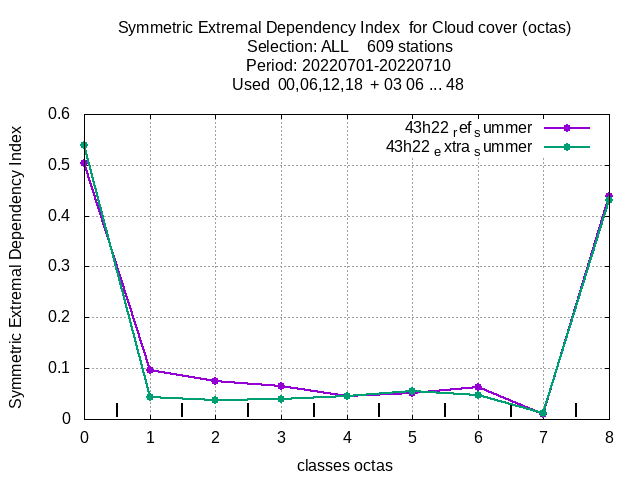 Symmetric Extremal Dependency Index for Cloud cover (octas)
Selection: ALL 609 stations
Period: 20220701-20220710
Used 00,06,12,18 + 03 06 ... 48
43h22 ref summer
43h22 extra summer
Symmetric Extremal Dependency Index
0.6
0.5
0.4
0.3
0.2
0.1
0
0 1 2 3 4 5 6 7 8
classes octas